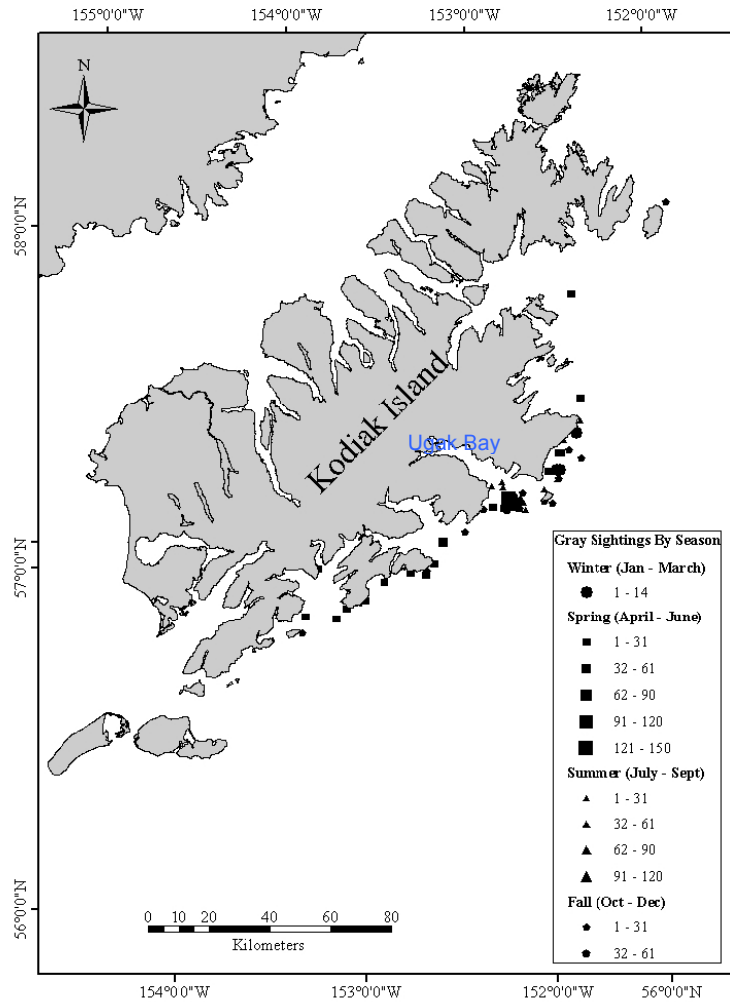 155°0'0"W 154°0'0"W 153°0'0"W 152°0'0"W
N
58°0'0"N
Kodiak Island
Ugak Bay
57°0'0"N
56°0'0"N
Gray Sightings By Season
Winter (Jan - March)
1 - 14
Spring (April - June)
1 - 31
32 - 61
62 - 90
91 - 120
121 - 150
Summer (July - Sept)
1 - 31
32 - 61
62 - 90
91 - 120
Fall (Oct - Dec)
1 - 31
32 - 61
0 5 10 20 40 60 80
Kilometers
154°0'0"W 153°0'0"W 152°0'0"W 56°0'0"W